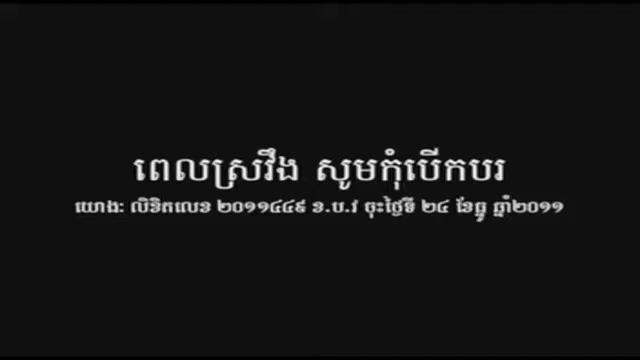 ពេលស្រវឹង សូមកុំបើកបរ
យោង: លិខិតលេខ ២០១១៤៤៩ ខ.ប.វ ចុះថ្ងៃទី ២៤ ខែធ្នូ ឆ្នាំ២០១១